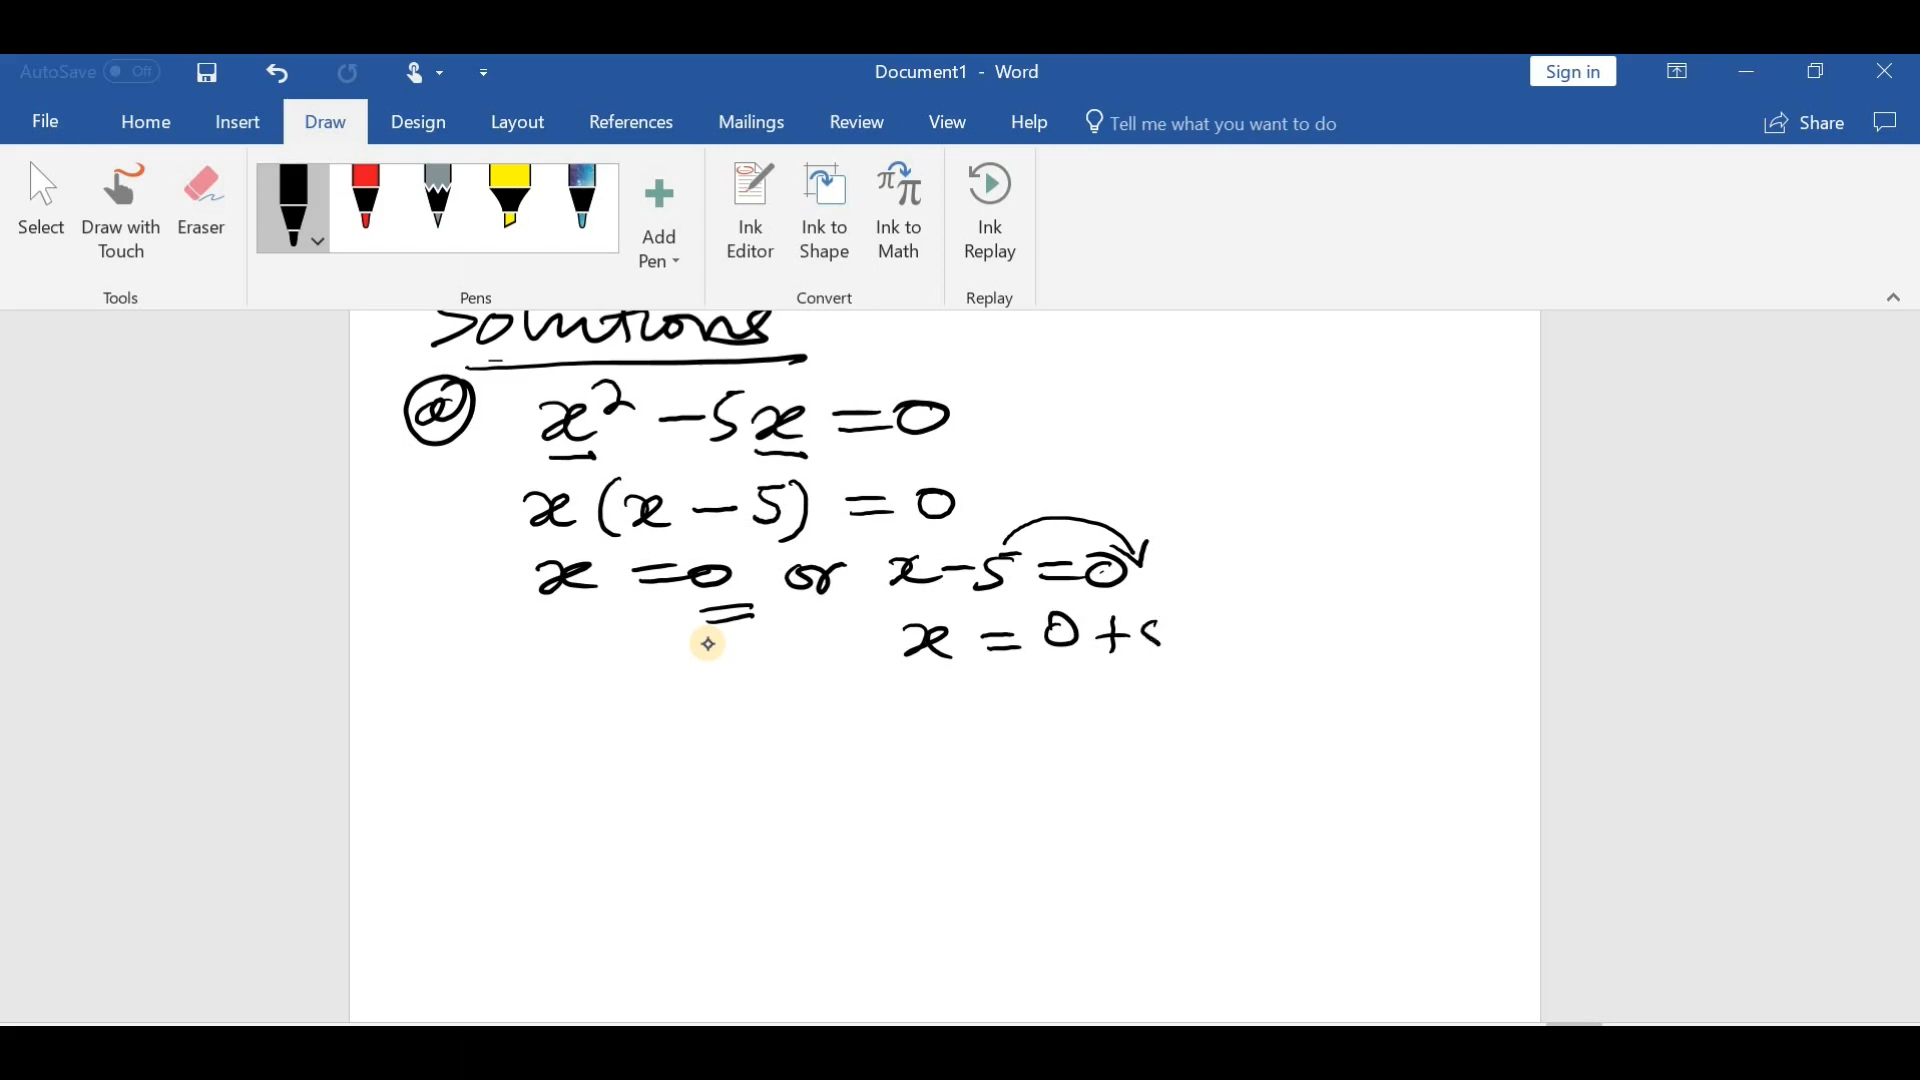 AutoSave Off Document1 - Word Sign in
File Home Insert Draw Design Layout References Mailings Review View Help Tell me what you want to do Share
Select Draw with Touch Eraser Add Pen Ink Editor Ink to Shape Ink to Math Ink Replay
Tools Pens Convert Replay
Solutions
ⓐ x² - 5x = 0
x(x - 5) = 0
x = 0 or x - 5 = 0
x = 0 +